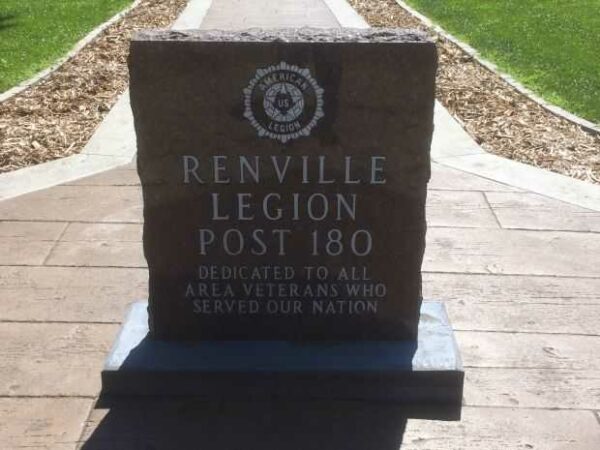 AMERICAN
US
LEGION
RENVILLE
LEGION
POST 180
DEDICATED TO ALL
AREA VETERANS WHO
SERVED OUR NATION